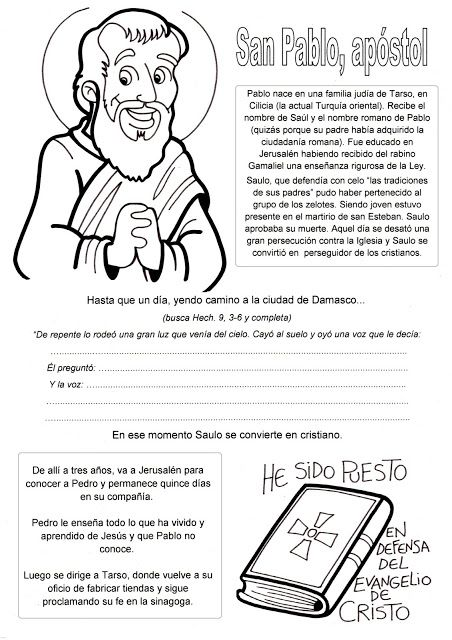 San Pablo, apóstol
Pablo nace en una familia judía de Tarso, en
Cilicia (la actual Turquía oriental). Recibe el
nombre de Saúl y el nombre romano de Pablo
(quizás porque su padre había adquirido la
ciudadanía romana). Fue educado en
Jerusalén habiendo recibido del rabino
Gamaliel una enseñanza rigurosa de la Ley.
Saulo, que defendía con celo “las tradiciones
de sus padres” pudo haber pertenecido al
grupo de los zelotes. Siendo joven estuvo
presente en el martirio de san Esteban. Saulo
aprobaba su muerte. Aquel día se desató una
gran persecución contra la Iglesia y Saulo se
convirtió en perseguidor de los cristianos.
Hasta que un día, yendo camino a la ciudad de Damasco...
(busca Hech. 9, 3-6 y completa)
“De repente lo rodeó una gran luz que venía del cielo. Cayó al suelo y oyó una voz que le decía:
Él preguntó:
Y la voz:
En ese momento Saulo se convierte en cristiano.
De allí a tres años, va a Jerusalén para
conocer a Pedro y permanece quince días
en su compañía.
Pedro le enseña todo lo que ha vivido y
aprendido de Jesús y que Pablo no
conoce.
Luego se dirige a Tarso, donde vuelve a su
oficio de fabricar tiendas y sigue
proclamando su fe en la sinagoga.
HE SIDO PUESTO
EN
DEFENSA
DEL
EVANGELIO
DE
CRISTO